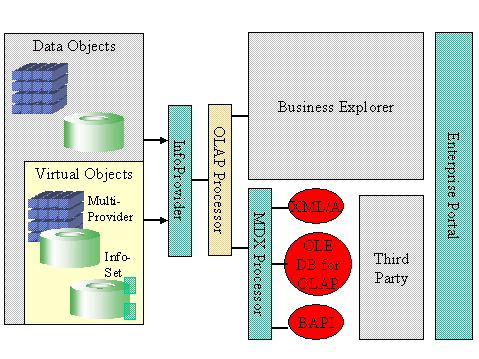 Data Objects
Virtual Objects
Multi-
Provider
Info-
Set
InfoProvider
OLAP Processor
Business Explorer
MDX Processor
XML/A
OLE
DB for
OLAP
BAPI
Third
Party
Enterprise Portal